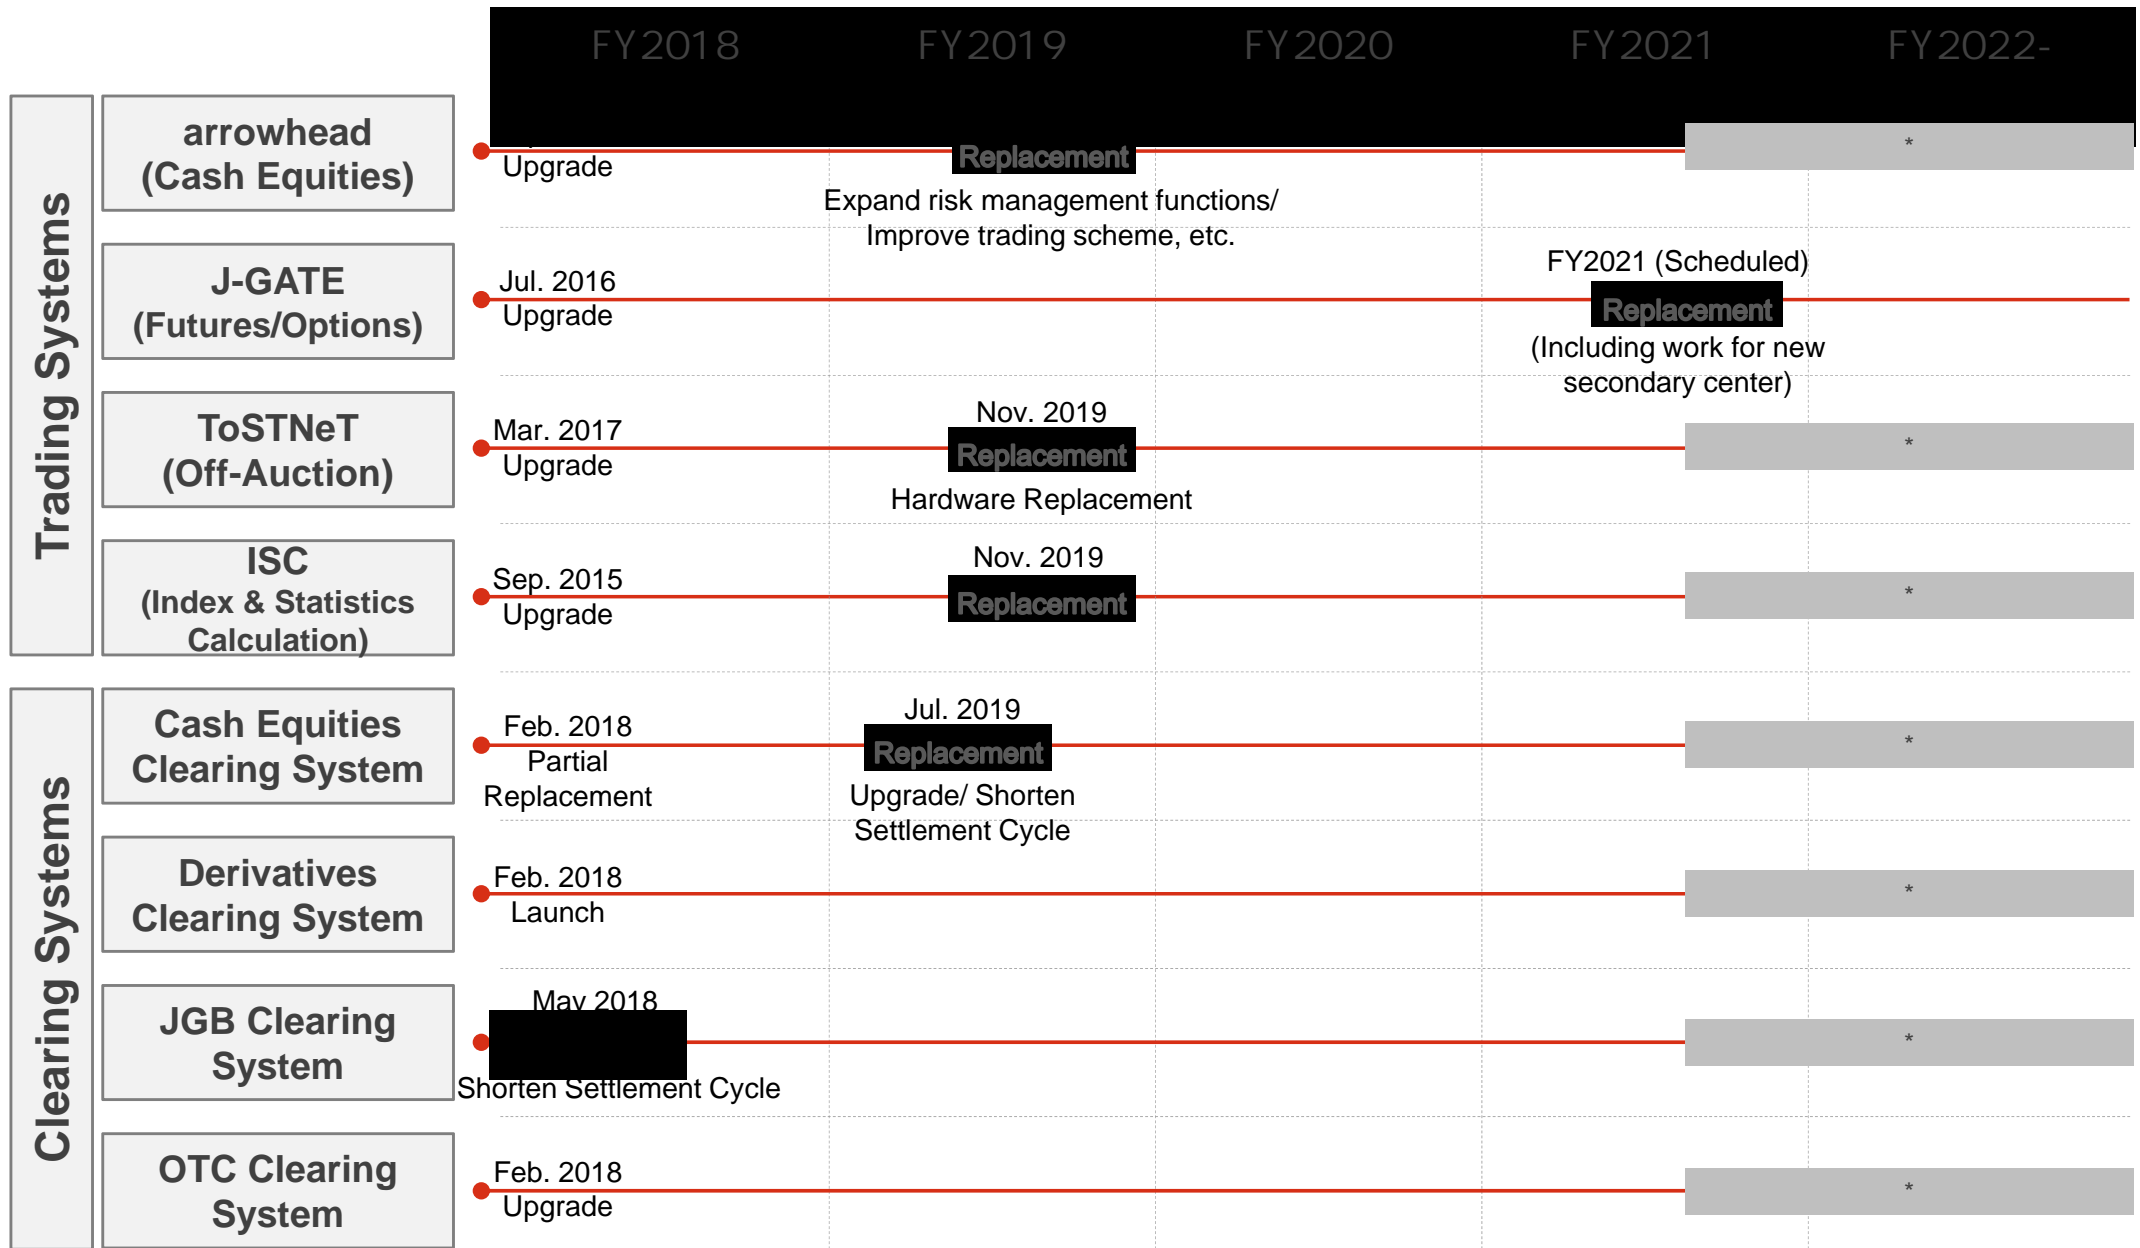 FY2018 FY2019 FY2020 FY2021 FY2022-
Trading Systems
arrowhead
(Cash Equities)
Upgrade
Replacement
Expand risk management functions/
Improve trading scheme, etc.
*
J-GATE
(Futures/Options)
Jul. 2016
Upgrade
FY2021 (Scheduled)
Replacement
(Including work for new
secondary center)
ToSTNeT
(Off-Auction)
Mar. 2017
Upgrade
Nov. 2019
Replacement
Hardware Replacement
*
ISC
(Index & Statistics
Calculation)
Sep. 2015
Upgrade
Nov. 2019
Replacement
*
Clearing Systems
Cash Equities
Clearing System
Feb. 2018
Partial
Replacement
Jul. 2019
Replacement
Upgrade/ Shorten
Settlement Cycle
*
Derivatives
Clearing System
Feb. 2018
Launch
*
JGB Clearing
System
May 2018
Shorten Settlement Cycle
*
OTC Clearing
System
Feb. 2018
Upgrade
*